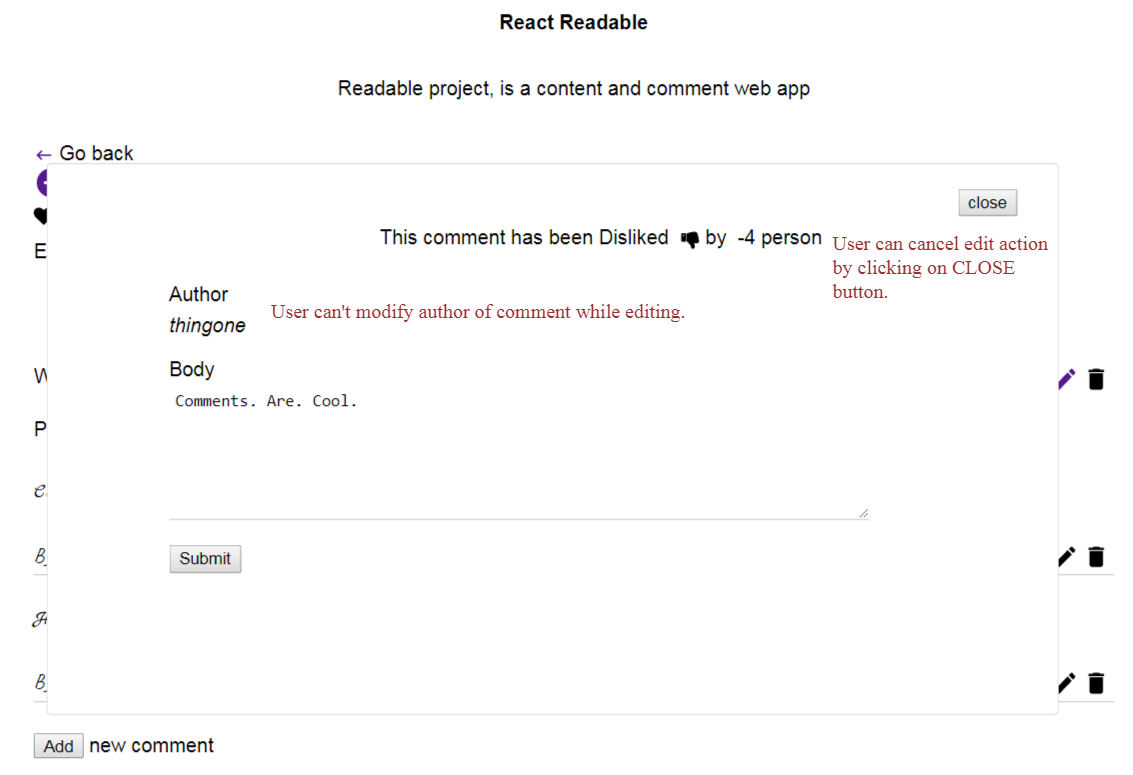 React Readable
Readable project, is a content and comment web app
← Go back
close
This comment has been Disliked by -4 person
User can cancel edit action
by clicking on CLOSE
button.
E
Author
User can't modify author of comment while editing.
thingone
Body
W
Comments. Are. Cool.
P
Submit
Add new comment